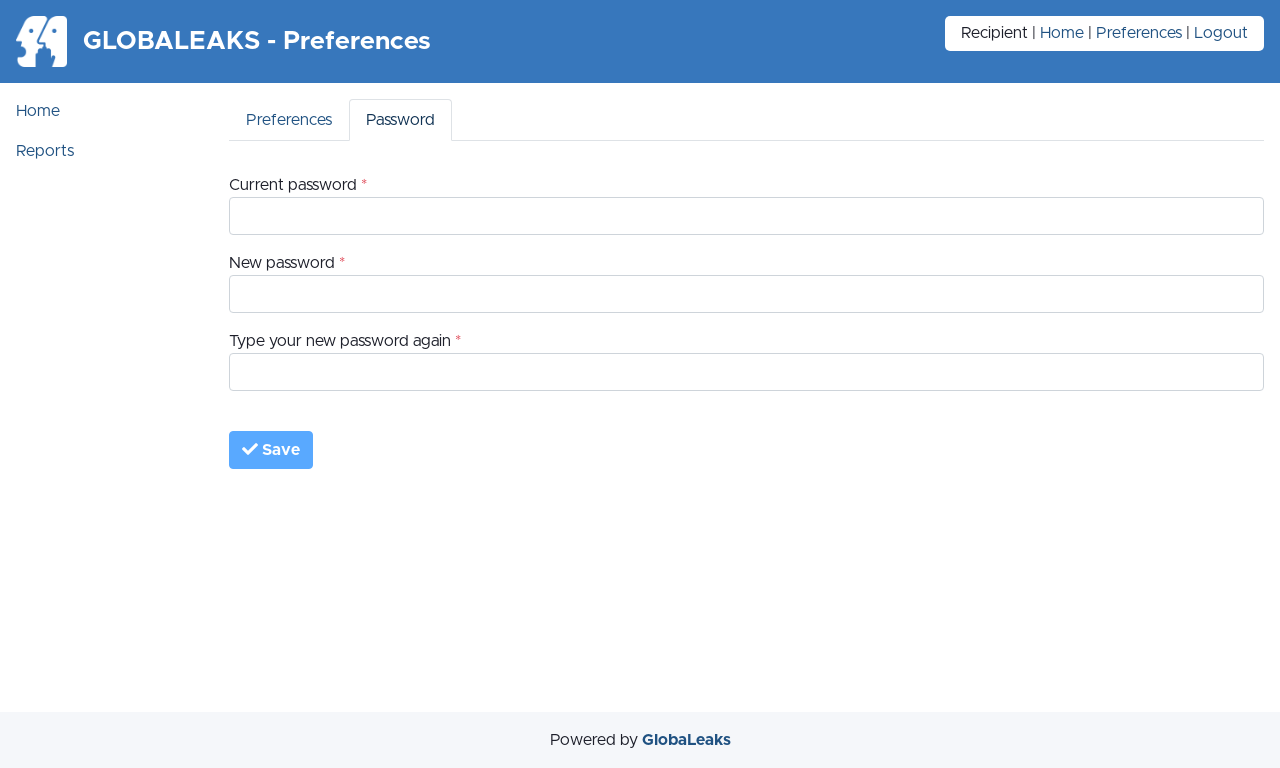 GLOBALEAKS - Preferences
Recipient | Home | Preferences | Logout
Home
Reports
Preferences
Password
Current password *
New password *
Type your new password again *
Save
Powered by GlobaLeaks